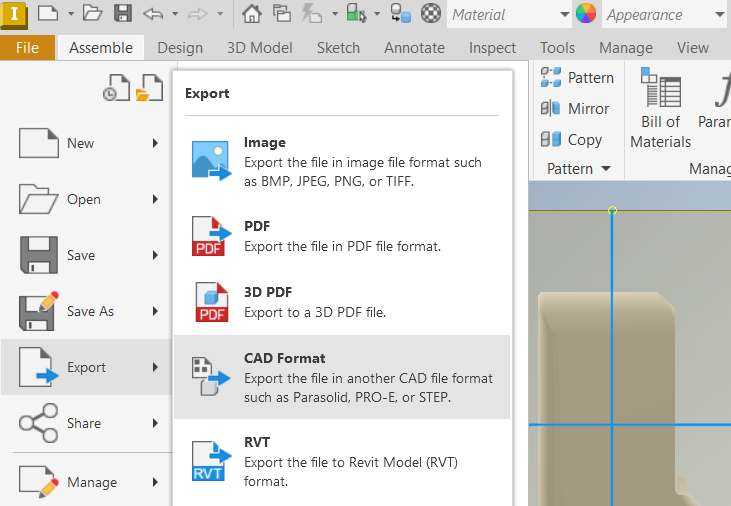 I
Material
Appearance
File
Assemble
Design
3D Model
Sketch
Annotate
Inspect
Tools
Manage
View
New
Open
Save
Save As
Export
Share
Manage
Export
Image
Export the file in image file format such
as BMP, JPEG, PNG, or TIFF.
PDF
PDF
Export the file in PDF file format.
PDF
3D PDF
Export to a 3D PDF file.
CAD Format
Export the file in another CAD file format
such as Parasolid, PRO-E, or STEP.
RVT
RVT
Export the file to Revit Model (RVT)
format.
Pattern
Mirror
Copy
Pattern
Bill of
Materials
Parar
Manag